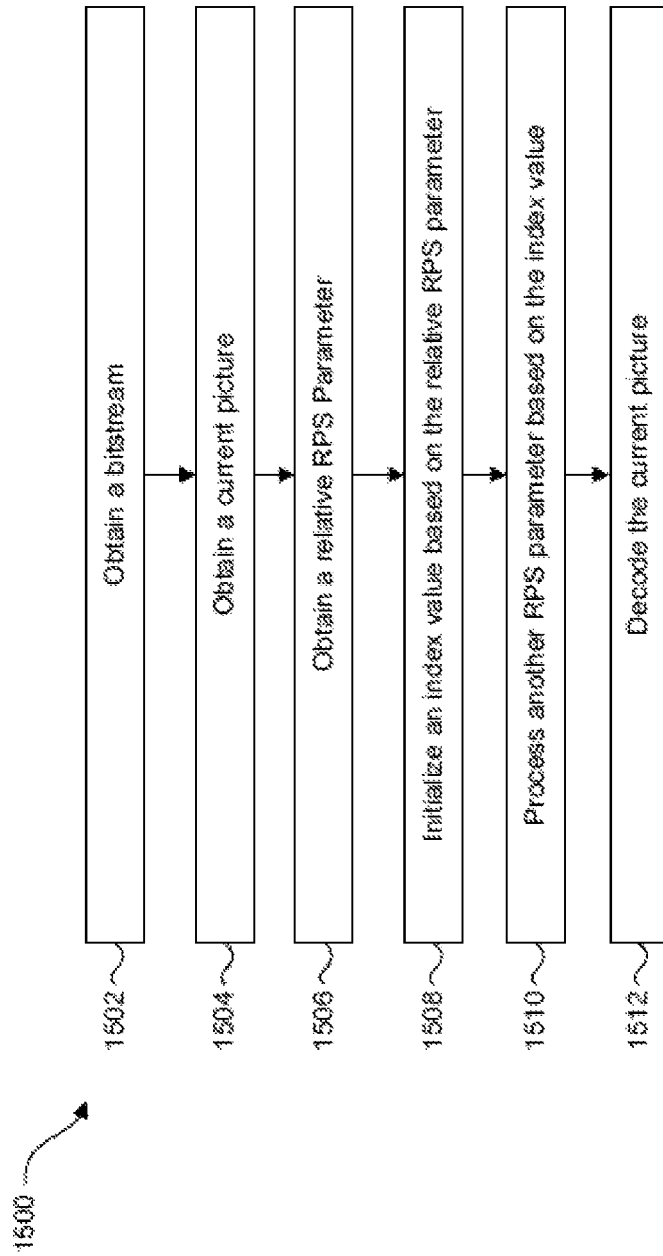 1500
1502
Obtain a bitstream
1504
Obtain a current picture
1506
Obtain a relative RPS Parameter
1508
Initialize an index value based on the relative RPS parameter
1510
Process another RPS parameter based on the index value
1512
Decode the current picture